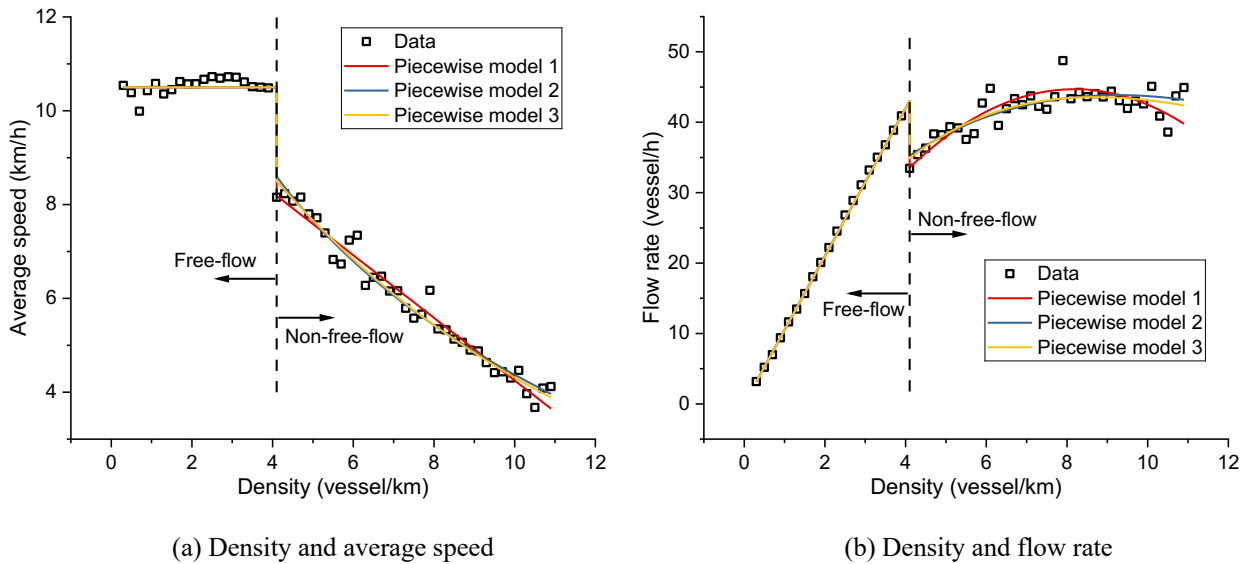 12
10
8
6
4
Average speed (km/h)
0 2 4 6 8 10 12
Density (vessel/km)
Data
Piecewise model 1
Piecewise model 2
Piecewise model 3
Free-flow
Non-free-flow
(a) Density and average speed
50
40
30
20
10
0
Flow rate (vessel/h)
0 2 4 6 8 10 12
Density (vessel/km)
Non-free-flow
Free-flow
Data
Piecewise model 1
Piecewise model 2
Piecewise model 3
(b) Density and flow rate